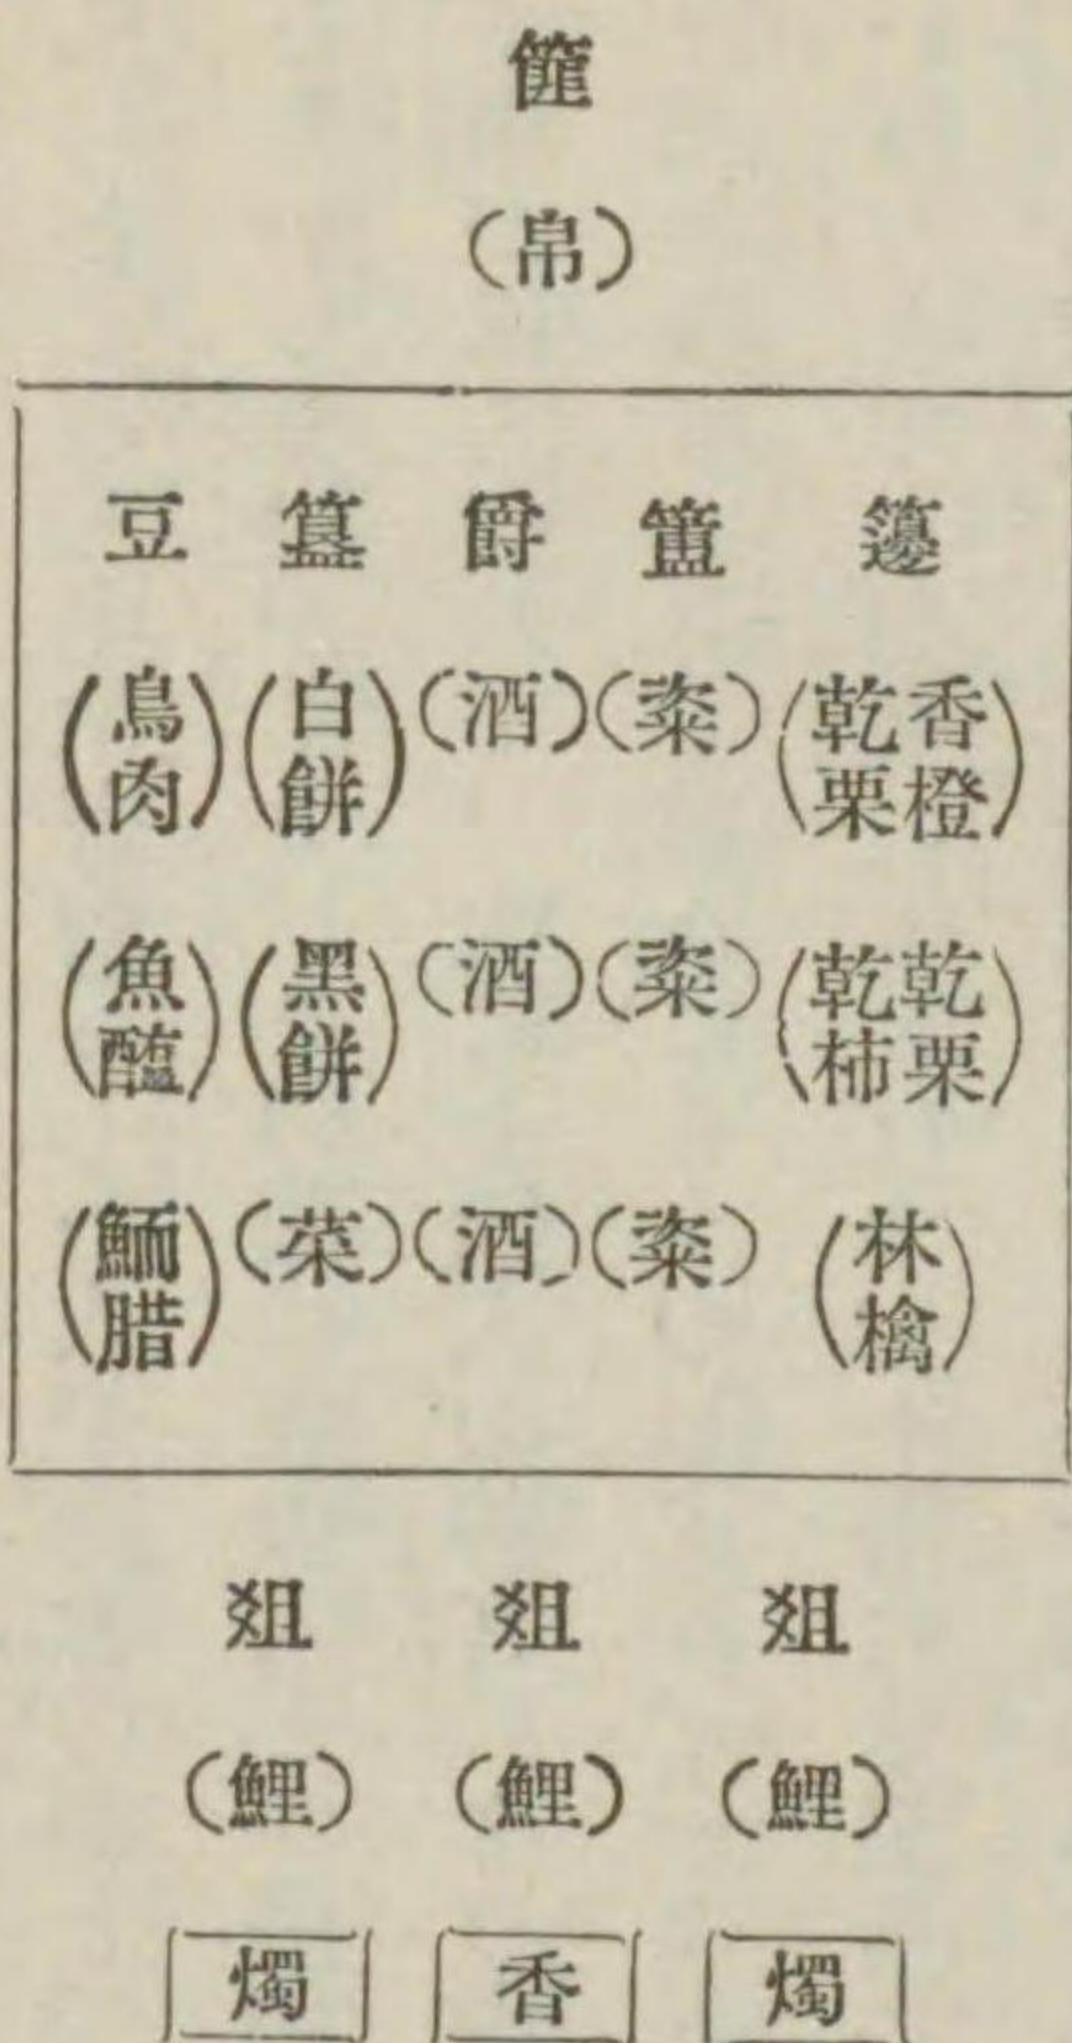 篚
（帛）
籩
（香橙
乾栗）
（乾栗
乾柿）
（林檎）
簠
（粢）
（粢）
（粢）
爵
（酒）
（酒）
（酒）
簋
（白餅）
（黑餅）
（菜）
豆
（鳥肉）
（魚醢）
（鮞腊）
俎
（鯉）
俎
（鯉）
俎
（鯉）
燭
香
燭